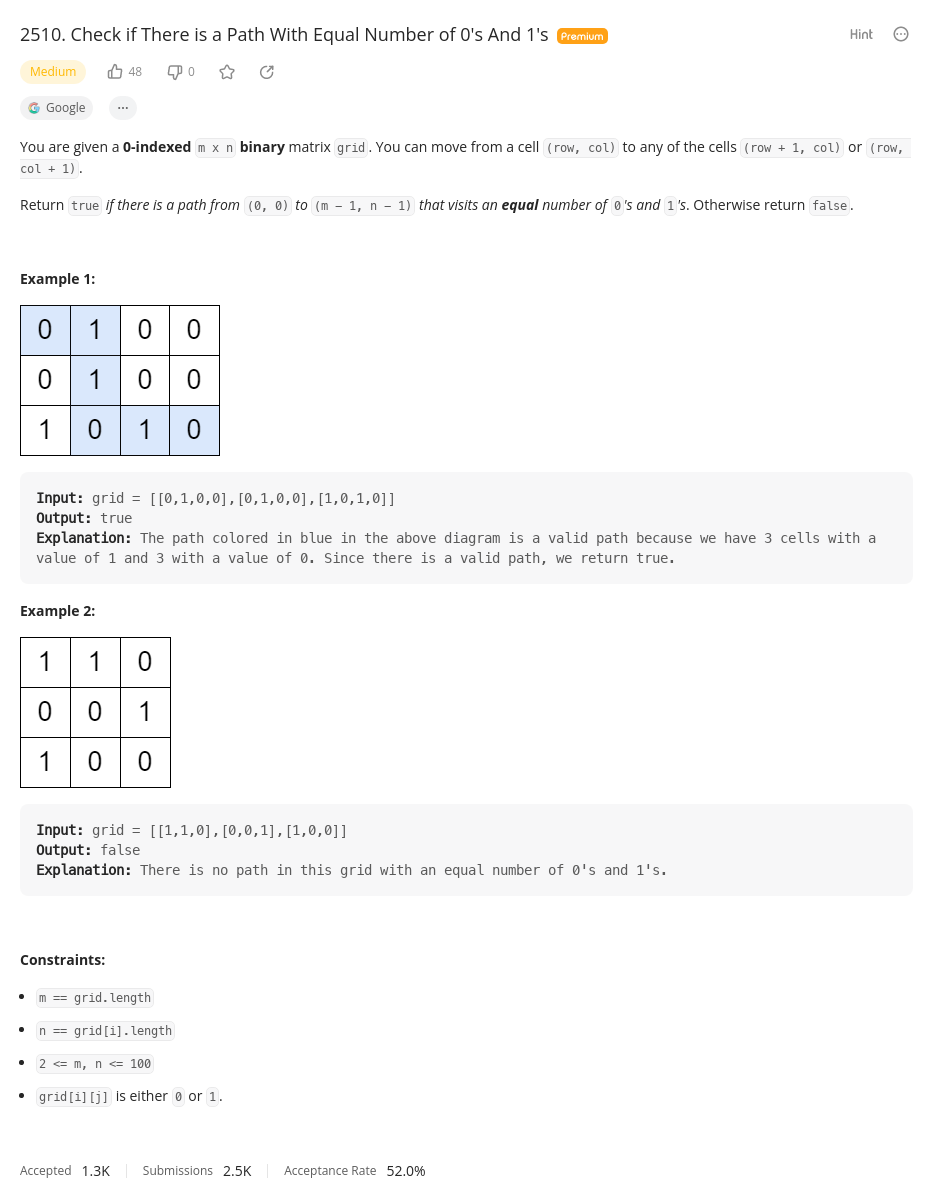 2510. Check if There is a Path With Equal Number of 0's And 1's Premium Hint
Medium 48 0
Google ...
You are given a 0-indexed m x n binary matrix grid. You can move from a cell (row, col) to any of the cells (row + 1, col) or (row,
col + 1).
Return true if there is a path from (0, 0) to (m − 1, n − 1) that visits an equal number of 0's and 1's. Otherwise return false.
Example 1:
0 1 0 0
0 1 0 0
1 0 1 0
Input: grid = [[0,1,0,0],[0,1,0,0],[1,0,1,0]]
Output: true
Explanation: The path colored in blue in the above diagram is a valid path because we have 3 cells with a
value of 1 and 3 with a value of 0. Since there is a valid path, we return true.
Example 2:
1 1 0
0 0 1
1 0 0
Input: grid = [[1,1,0],[0,0,1],[1,0,0]]
Output: false
Explanation: There is no path in this grid with an equal number of 0's and 1's.
Constraints:
• m == grid.length
• n == grid[i].length
• 2 <= m, n <= 100
• grid[i][j] is either 0 or 1.
Accepted 1.3K Submissions 2.5K Acceptance Rate 52.0%